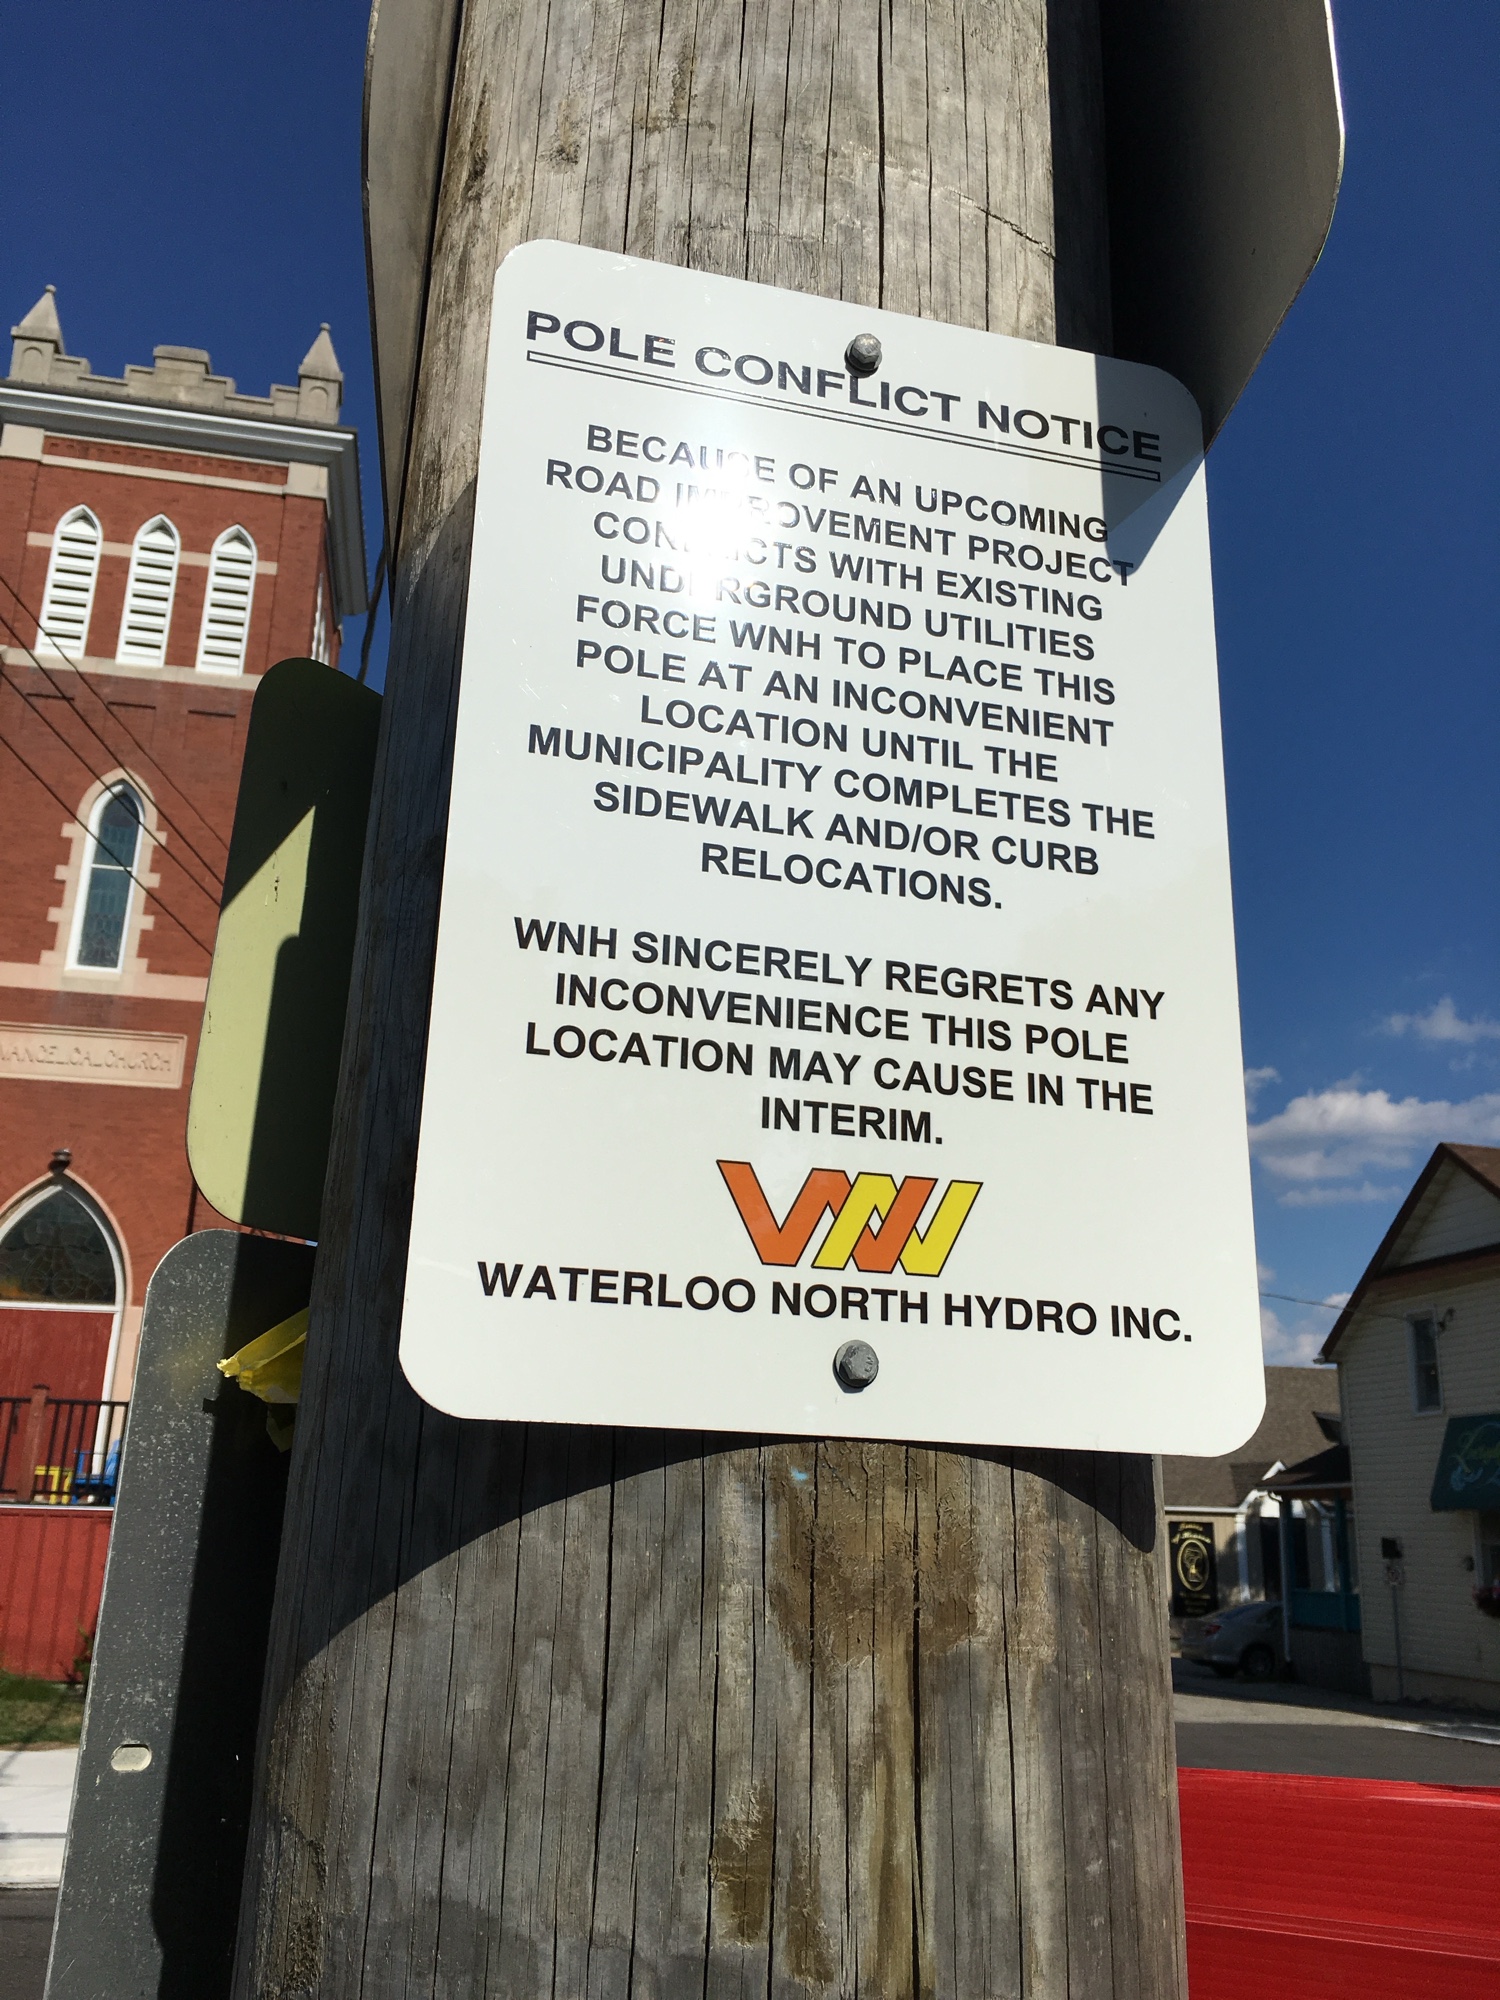 POLE CONFLICT NOTICE
BECAUSE OF AN UPCOMING
ROAD IMPROVEMENT PROJECT
CONFLICTS WITH EXISTING
UNDERGROUND UTILITIES
FORCE WNH TO PLACE THIS
POLE AT AN INCONVENIENT
LOCATION UNTIL THE
MUNICIPALITY COMPLETES THE
SIDEWALK AND/OR CURB
RELOCATIONS.
WNH SINCERELY REGRETS ANY
INCONVENIENCE THIS POLE
LOCATION MAY CAUSE IN THE
INTERIM.
WATERLOO NORTH HYDRO INC.
VANGELICAL CHURCH